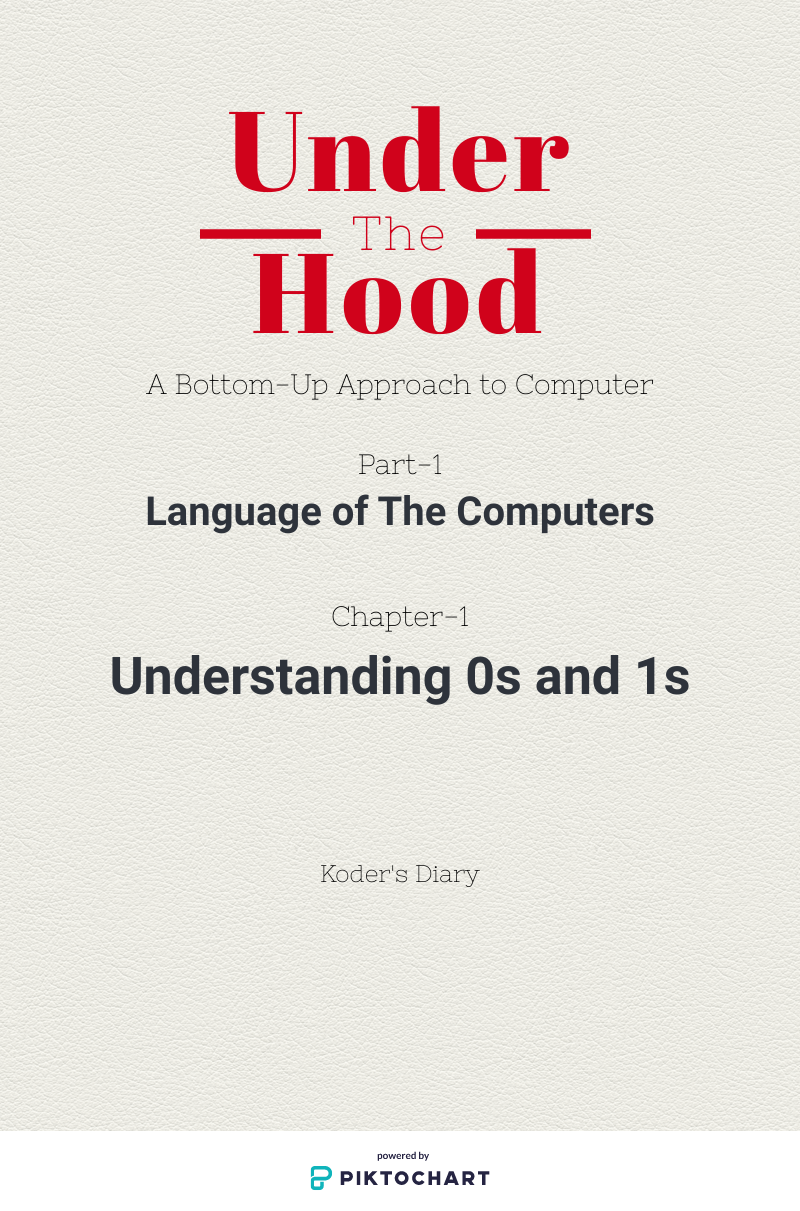 Under
The
Hood
A Bottom-Up Approach to Computer
Part-1
Language of The Computers
Chapter-1
Understanding 0s and 1s
Koder's Diary
powered by
PIKTOCHART